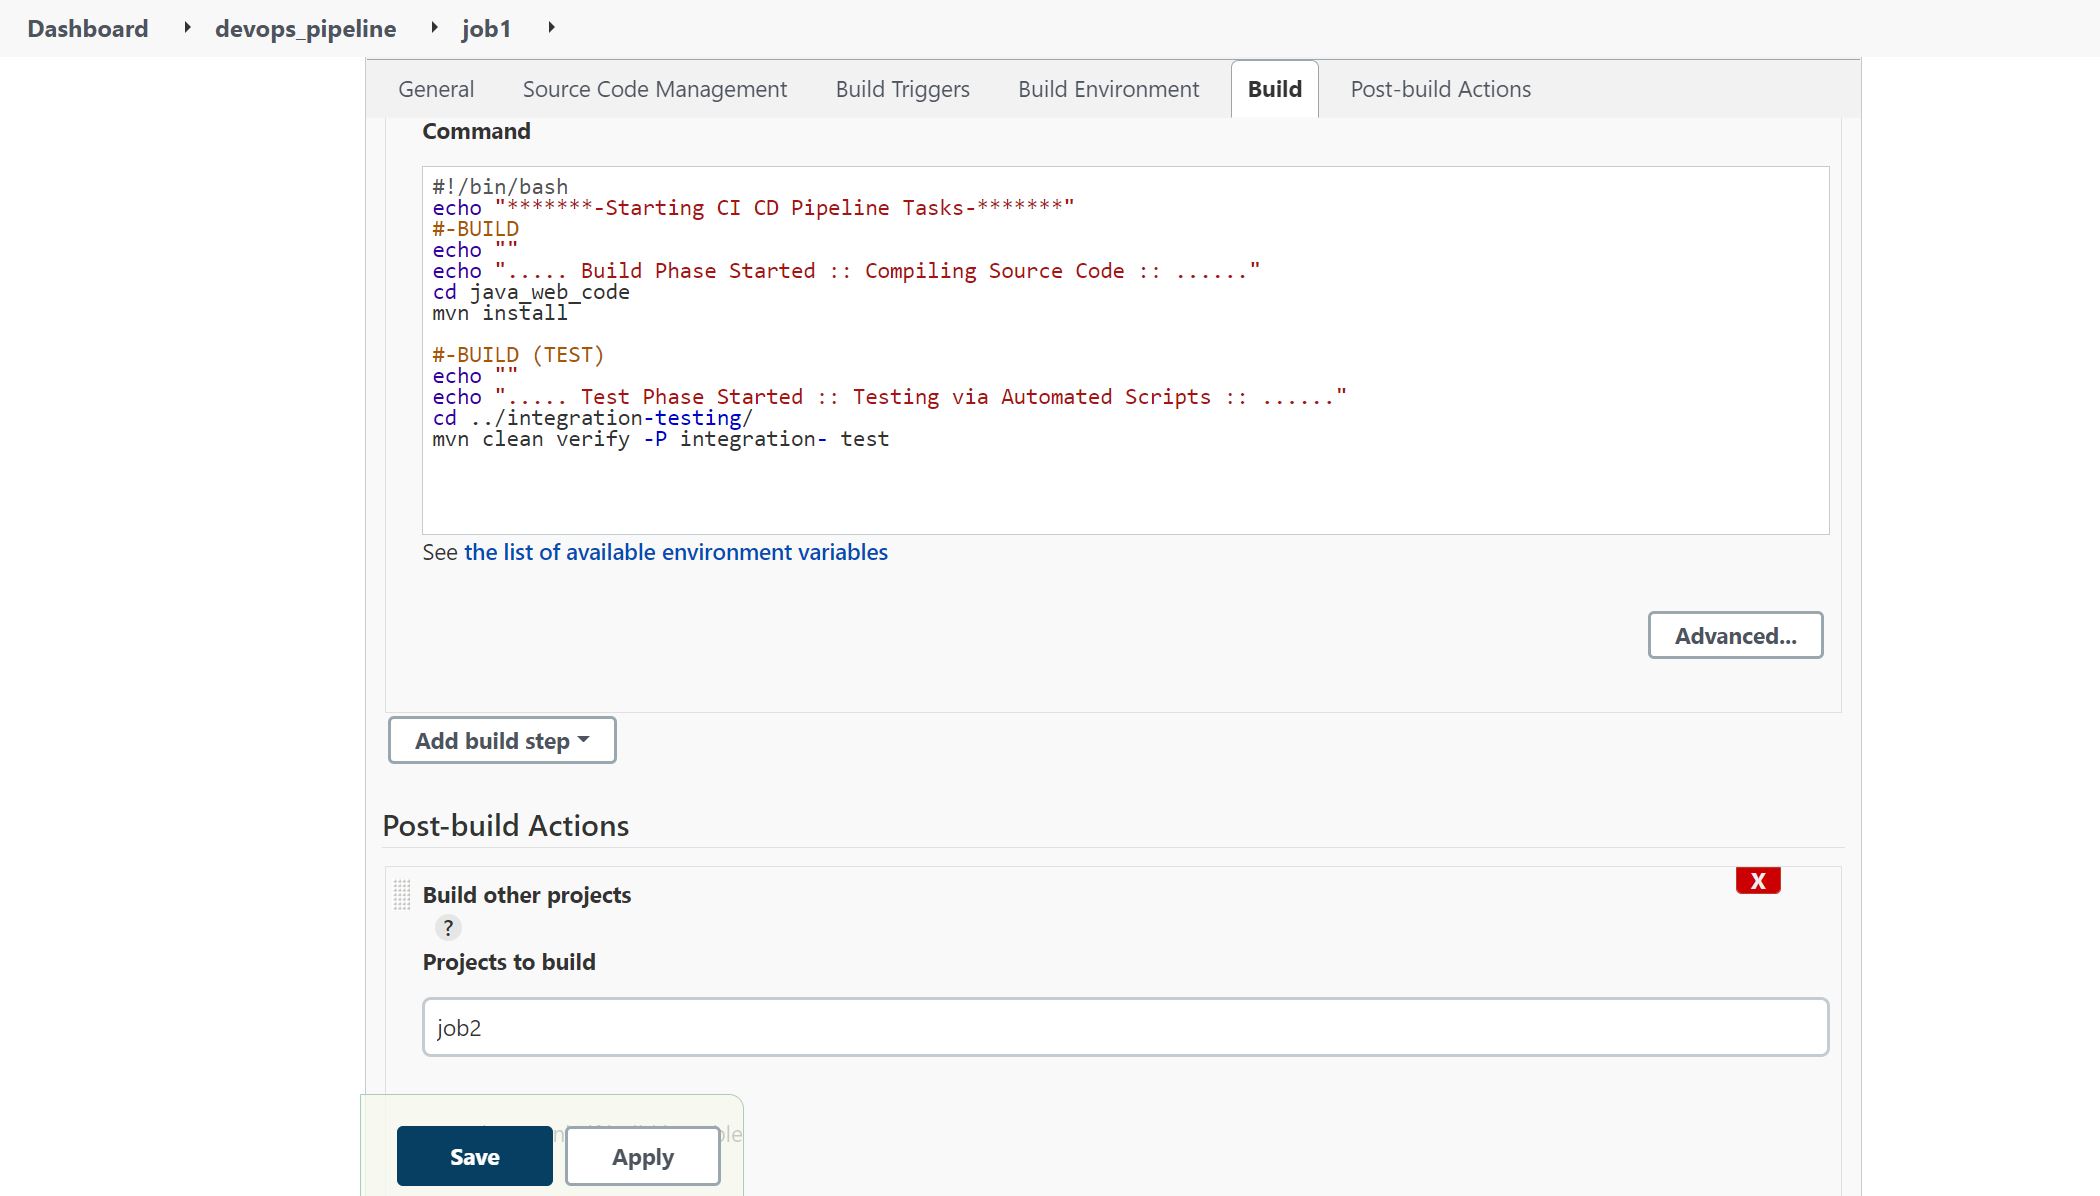 Dashboard devops_pipeline job1
General Source Code Management Build Triggers Build Environment Build Post-build Actions
Command
#!/bin/bash
echo "*******-Starting CI CD Pipeline Tasks-*******"
#-BUILD
echo ""
echo "..... Build Phase Started :: Compiling Source Code :: ......"
cd java_web_code
mvn install
#-BUILD (TEST)
echo ""
echo "..... Test Phase Started :: Testing via Automated Scripts :: ......"
cd ../integration-testing/
mvn clean verify -P integration- test
See the list of available environment variables
Advanced...
Add build step
Post-build Actions
X
Build other projects
?
Projects to build
job2
Save Apply